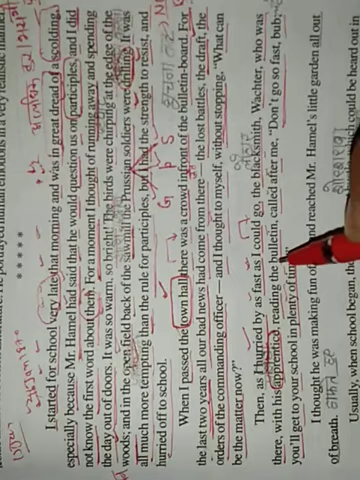 human emotions in a very realistic manner
*****
I started for school very late that morning and was in great dread of a scolding,
especially because Mr. Hamel had said that he would question us on participles, and I did
not know the first word about them. For a moment I thought of running away and spending
the day out of doors. It was so warm, so bright! The birds were chirping at the edge of the
woods; and in the open field back of the sawmill the Prussian soldiers were drilling. It was
all much more tempting than the rule for participles, but I had the strength to resist, and
hurried off to school.
G P S
When I passed the town hall there was a crowd in front of the bulletin-board. For
the last two years all our bad news had come from there — the lost battles, the draft, the
orders of the commanding officer — and I thought to myself, without stopping, "What can
be the matter now?"
Then, as I hurried by as fast as I could go, the blacksmith, Wachter, who was
there, with his apprentice, reading the bulletin, called after me, "Don't go so fast, bub;
you'll get to your school in plenty of time
I thought he was making fun of and reached Mr. Hamel's little garden all out
of breath.
Usually, when school began, the could be heard out in